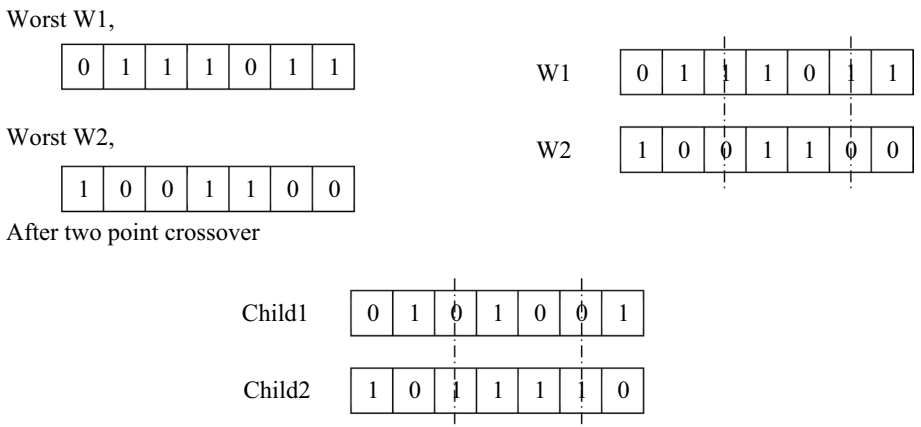 Worst W1,
0 1 1 1 0 1 1
Worst W2,
1 0 0 1 1 0 0
W1 0 1 1 1 0 1 1
W2 1 0 0 1 1 0 0
After two point crossover
Child1 0 1 0 1 0 0 1
Child2 1 0 1 1 1 1 0